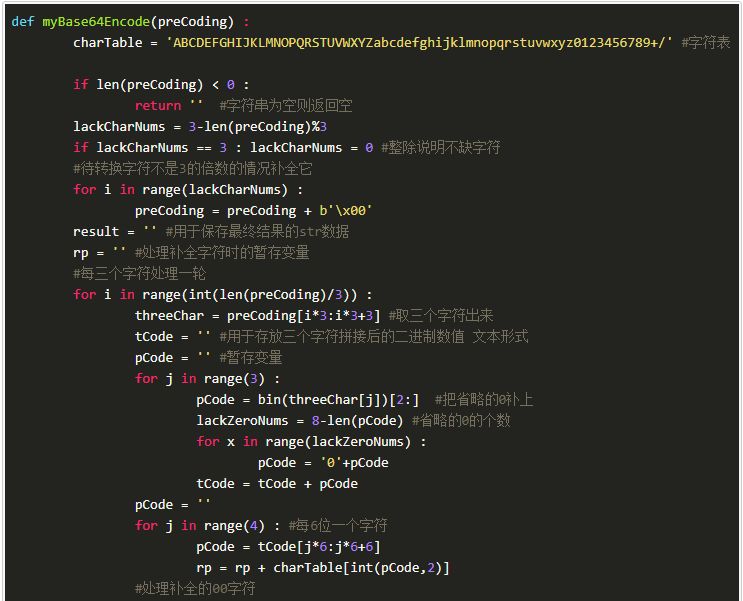 def myBase64Encode(preCoding) :
        charTable = 'ABCDEFGHIJKLMNOPQRSTUVWXYZabcdefghijklmnopqrstuvwxyz0123456789+/' #字符表

        if len(preCoding) < 0 :
                return ''  #字符串为空则返回空
        lackCharNums = 3-len(preCoding)%3
        if lackCharNums == 3 : lackCharNums = 0 #整除说明不缺字符
        #待转换字符不是3的倍数的情况补全它
        for i in range(lackCharNums) :
                preCoding = preCoding + b'\x00'
        result = '' #用于保存最终结果的str数据
        rp = '' #处理补全字符时的暂存变量
        #每三个字符处理一轮
        for i in range(int(len(preCoding)/3)) :
                threeChar = preCoding[i*3:i*3+3] #取三个字符出来
                tCode = '' #用于存放三个字符拼接后的二进制数值 文本形式
                pCode = '' #暂存变量
                for j in range(3) :
                        pCode = bin(threeChar[j])[2:]  #把省略的0补上
                        lackZeroNums = 8-len(pCode) #省略的0的个数
                        for x in range(lackZeroNums) :
                                pCode = '0'+pCode
                        tCode = tCode + pCode
                pCode = ''
                for j in range(4) : #每6位一个字符
                        pCode = tCode[j*6:j*6+6]
                        rp = rp + charTable[int(pCode,2)]
                #处理补全的00字符